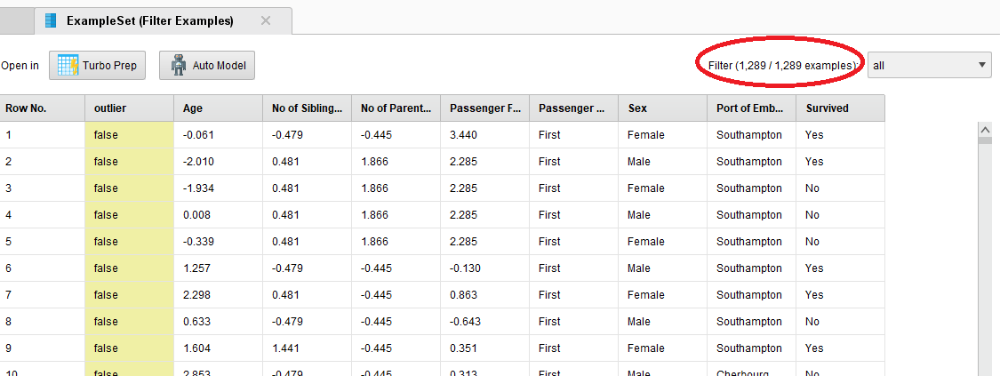 ExampleSet (Filter Examples)
Open in Turbo Prep Auto Model Filter (1,289 / 1,289 examples): all
Row No. outlier Age No of Sibling... No of Parent... Passenger F... Passenger ... Sex Port of Emb... Survived
1 false -0.061 -0.479 -0.445 3.440 First Female Southampton Yes
2 false -2.010 0.481 1.866 2.285 First Male Southampton Yes
3 false -1.934 0.481 1.866 2.285 First Female Southampton No
4 false 0.008 0.481 1.866 2.285 First Male Southampton No
5 false -0.339 0.481 1.866 2.285 First Female Southampton No
6 false 1.257 -0.479 -0.445 -0.130 First Male Southampton Yes
7 false 2.298 0.481 -0.445 0.863 First Female Southampton Yes
8 false 0.633 -0.479 -0.445 -0.643 First Male Southampton No
9 false 1.604 1.441 -0.445 0.351 First Female Southampton Yes
10 false 2.853 -0.479 -0.445 0.313 First Male Cherbourg No